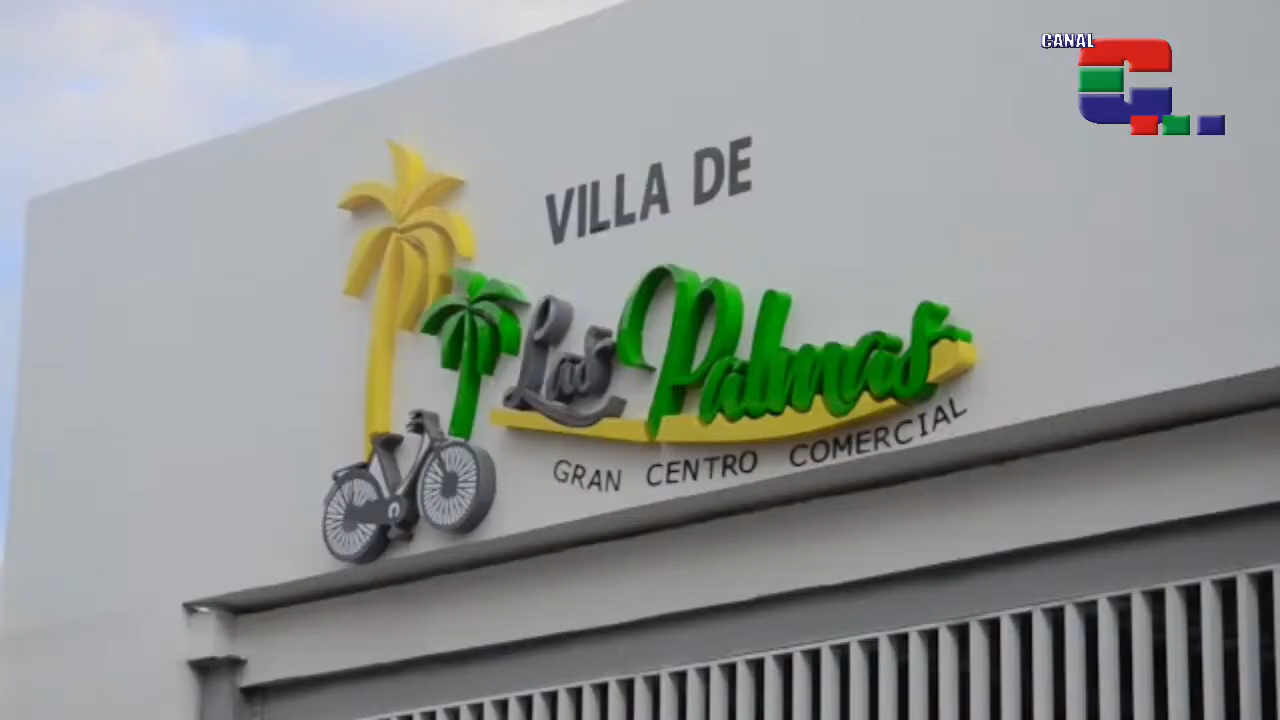 CANAL
C
VILLA DE
Las Palmas
GRAN CENTRO COMERCIAL
C